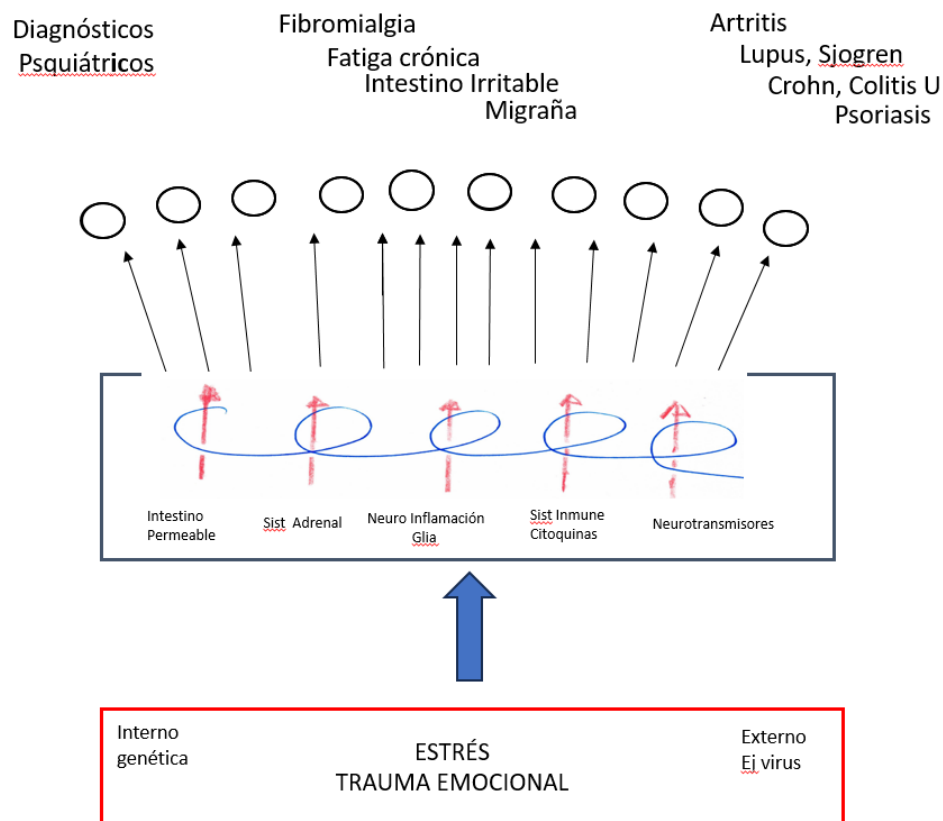 Diagnósticos
Psquiátricos
Fibromialgia
Fatiga crónica
Intestino Irritable
Migraña
Artritis
Lupus, Sjogren
Crohn, Colitis U
Psoriasis
Intestino
Permeable
Sist Adrenal
Neuro Inflamación
Glia
Sist Inmune
Citoquinas
Neurotransmisores
Interno
genética
ESTRÉS
TRAUMA EMOCIONAL
Externo
Ej virus